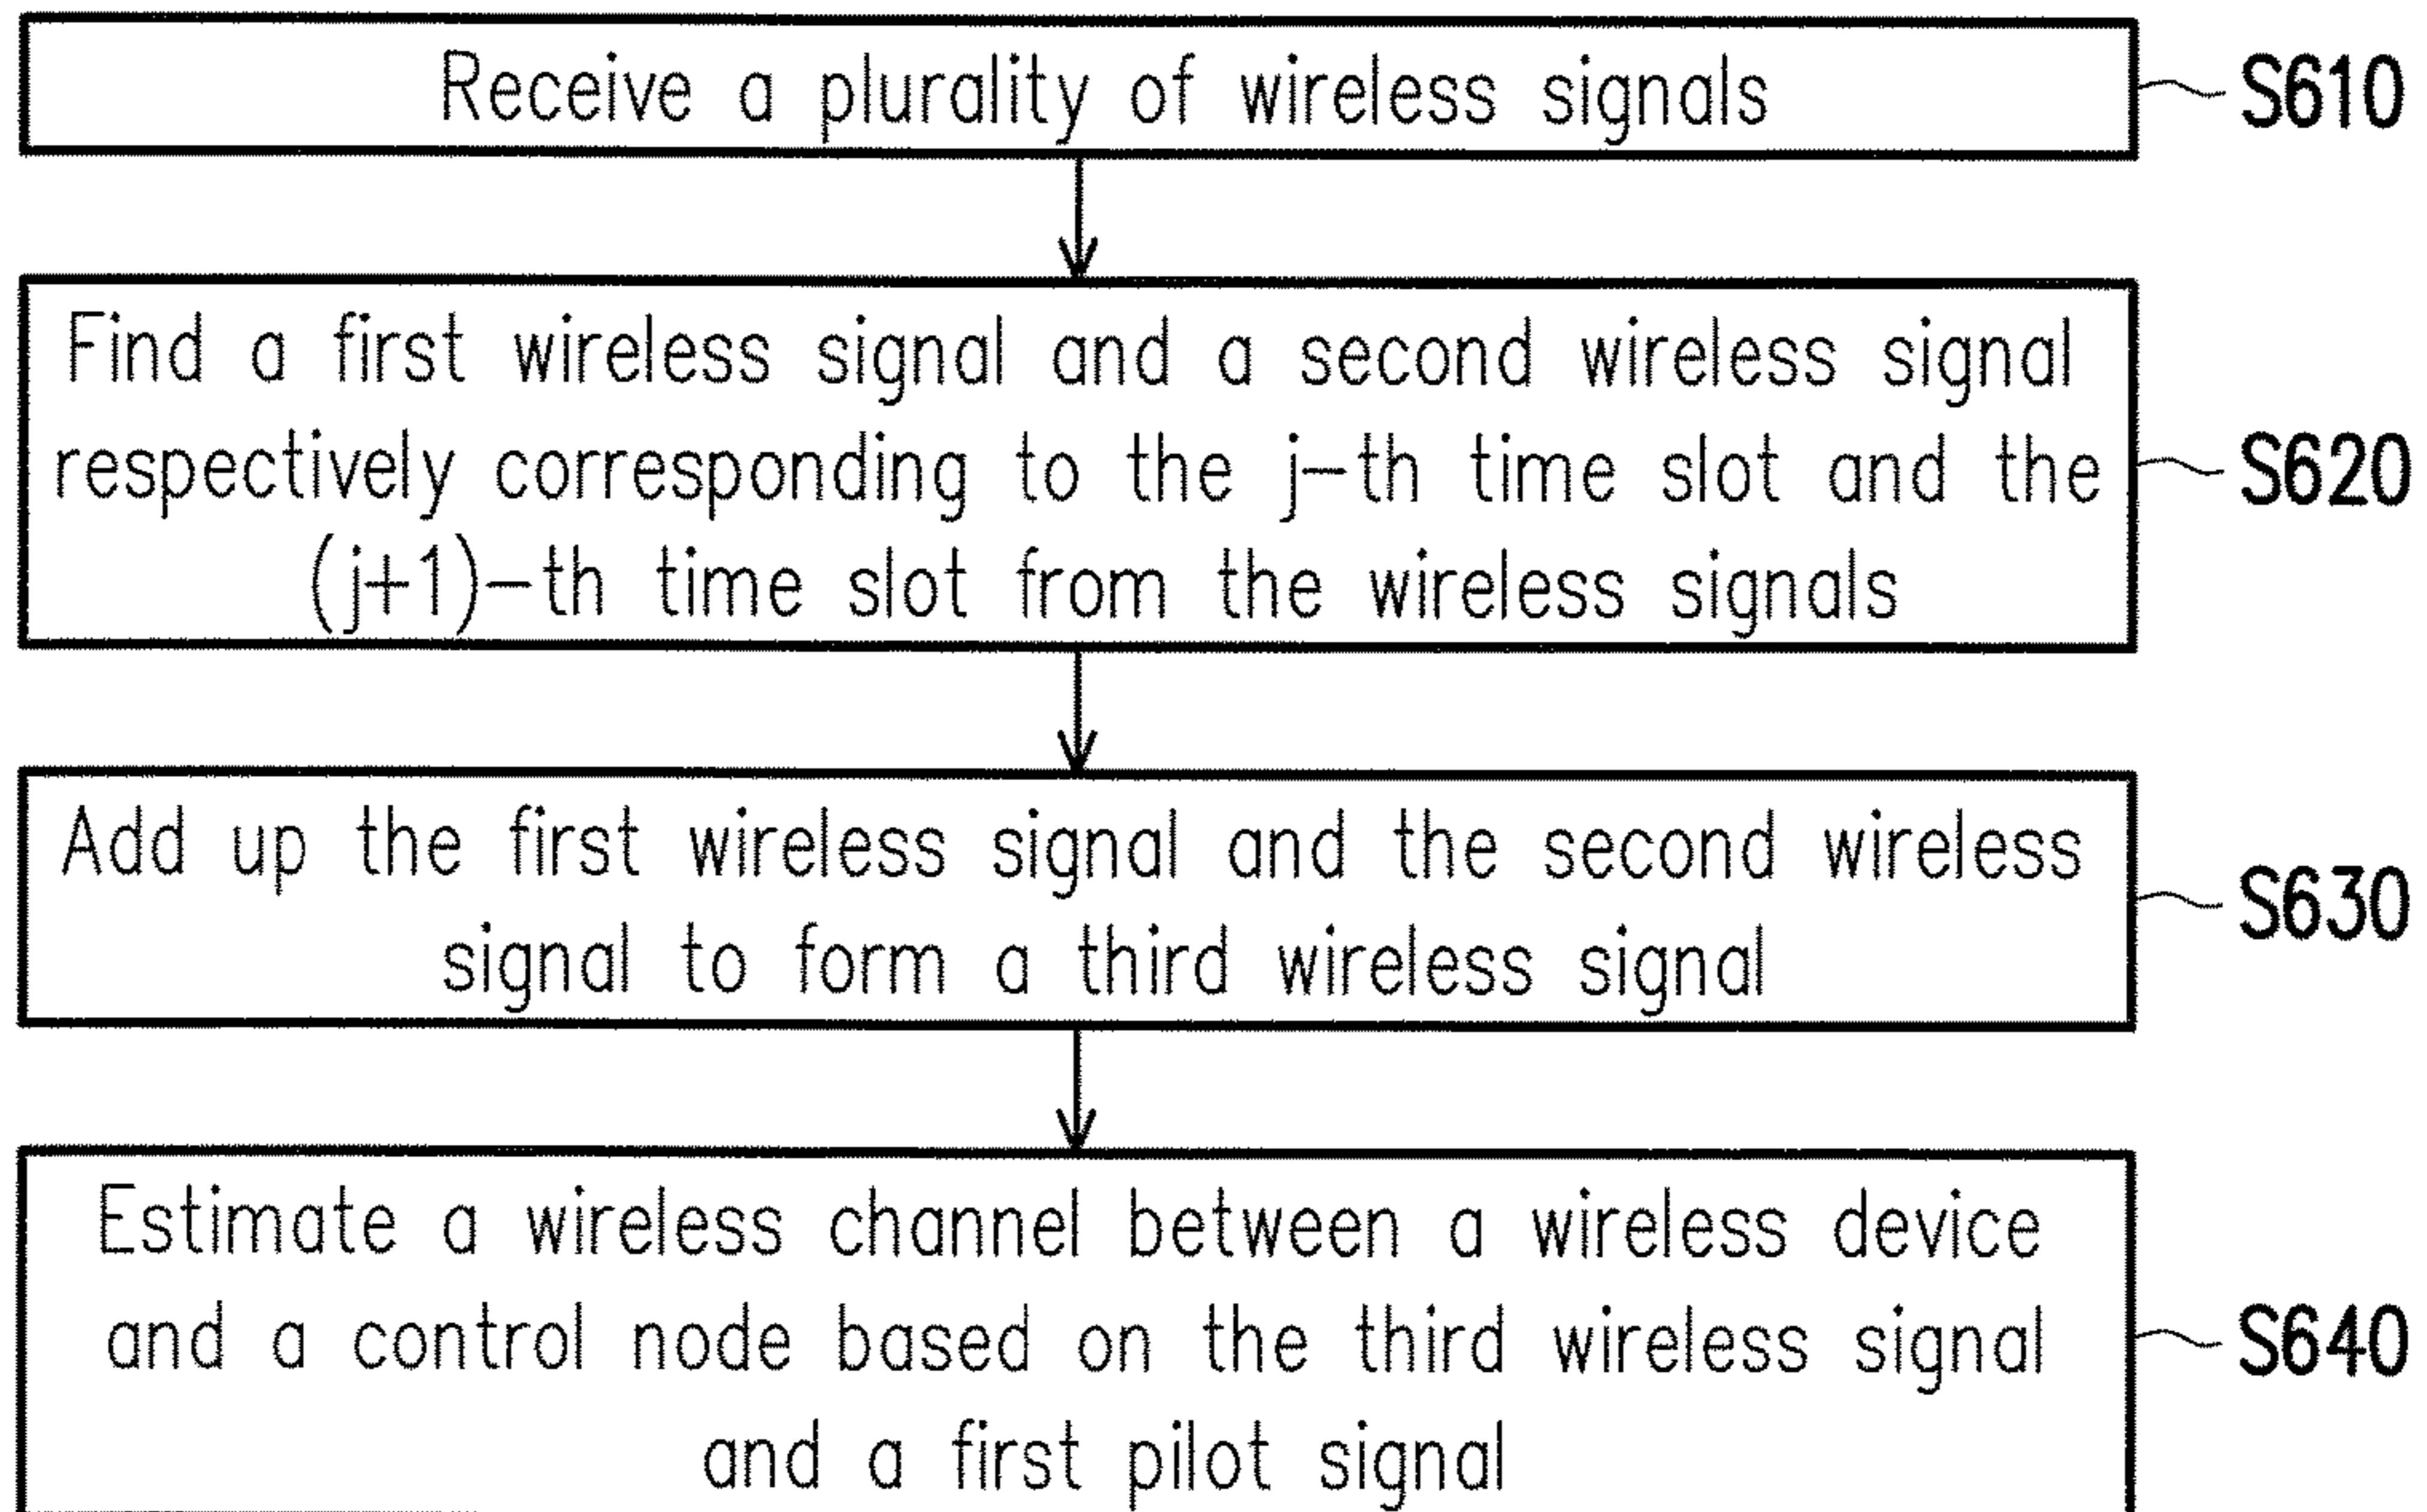 Receive a plurality of wireless signals
S610
Find a first wireless signal and a second wireless signal
respectively corresponding to the j-th time slot and the
(j+1)-th time slot from the wireless signals
S620
Add up the first wireless signal and the second wireless
signal to form a third wireless signal
S630
Estimate a wireless channel between a wireless device
and a control node based on the third wireless signal
and a first pilot signal
S640